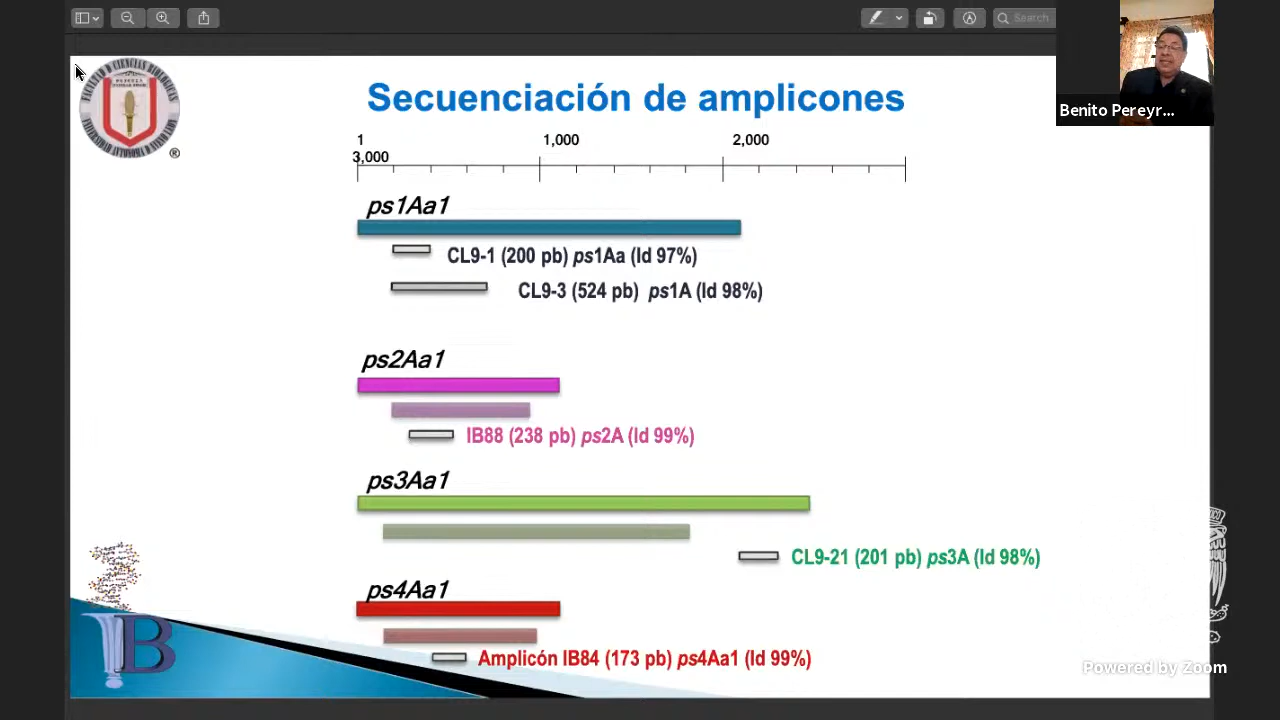 Search
Benito Pereyr...
Secuenciación de amplicones
1 1,000 2,000
3,000
ps1Aa1
CL9-1 (200 pb) ps1Aa (Id 97%)
CL9-3 (524 pb) ps1A (Id 98%)
ps2Aa1
IB88 (238 pb) ps2A (Id 99%)
ps3Aa1
CL9-21 (201 pb) ps3A (Id 98%)
ps4Aa1
Amplicón IB84 (173 pb) ps4Aa1 (Id 99%)
B
®
Powered by Zoom